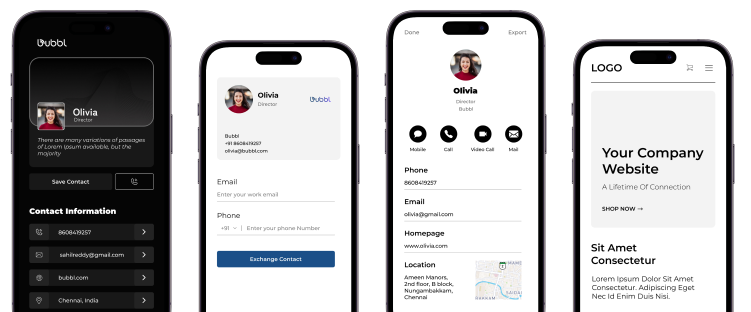 bubbl
Olivia
Director
There are many variations of passages
of Lorem Ipsum available, but the
majority
Save Contact
Contact Information
8608419257
sahilreddy@gmail.com
bubbl.com
Chennai, India
Olivia
Director
bubbl.
Bubbl
+91 8608419257
olivia@bubbl.com
Email
Enter your work email
Phone
+91
Enter your phone Number
Exchange Contact
Done
Export
Olivia
Director
Bubbl
Mobile
Call
Video Call
Mail
Phone
8608419257
Email
olivia@gmail.com
Homepage
www.olivia.com
Location
Ameen Manors,
2nd floor, B block,
Nungambakkam,
Chennai
LOGO
Your Company
Website
A Lifetime Of Connection
SHOP NOW →
Sit Amet
Consectetur
Lorem Ipsum Dolor Sit Amet
Consectetur. Adipiscing Eget
Nec Id Enim Duis Nisi.